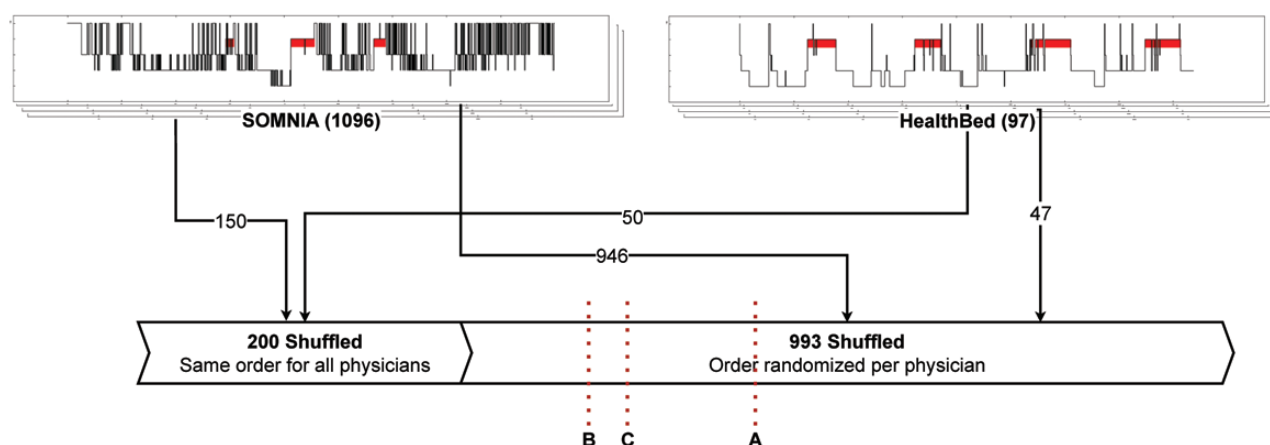 SOMNIA (1096)
HealthBed (97)
150
50
47
946
200 Shuffled
Same order for all physicians
993 Shuffled
Order randomized per physician
B
C
A